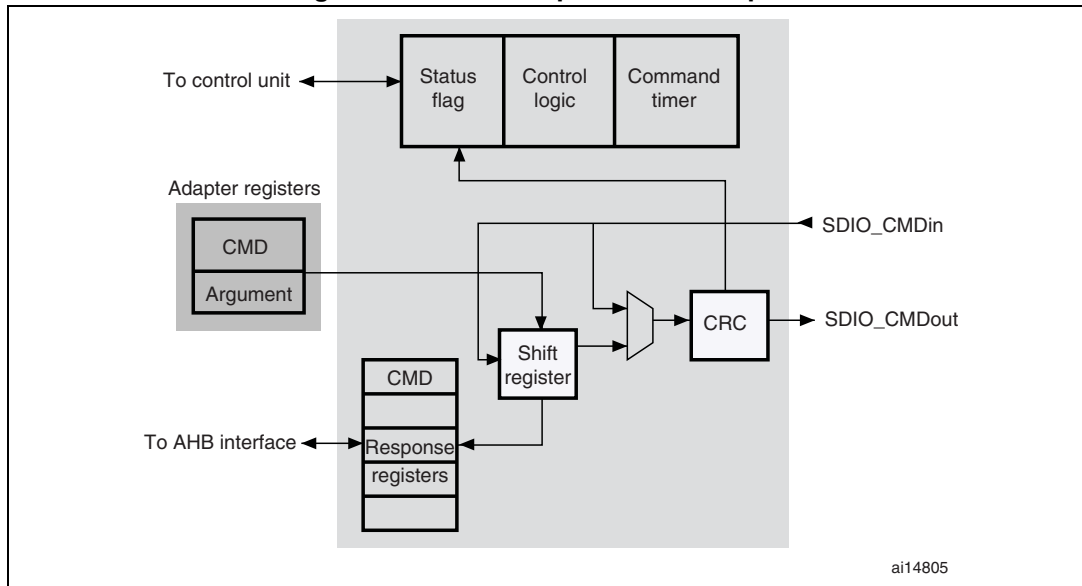 To control unit
Status
flag
Control
logic
Command
timer
Adapter registers
CMD
Argument
SDIO_CMDin
CRC
SDIO_CMDout
Shift
register
CMD
To AHB interface
Response
registers
ai14805